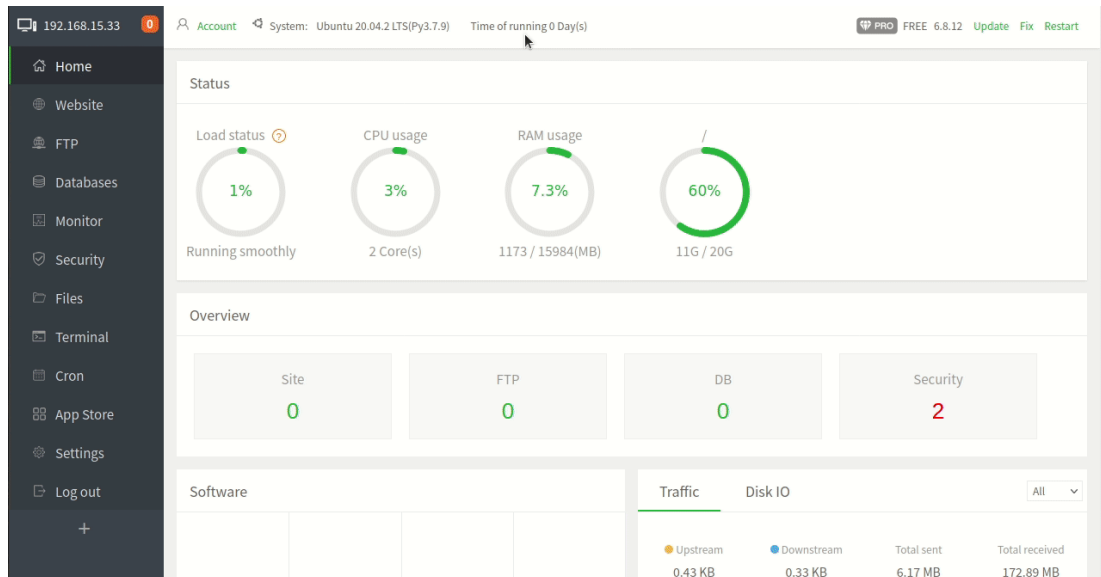 192.168.15.33 0
Account System: Ubuntu 20.04.2 LTS(Py3.7.9) Time of running 0 Day(s) PRO FREE 6.8.12 Update Fix Restart
Home
Website
FTP
Databases
Monitor
Security
Files
Terminal
Cron
App Store
Settings
Log out
+
Status
Load status ? CPU usage RAM usage /
1% 3% 7.3% 60%
Running smoothly 2 Core(s) 1173 / 15984(MB) 11G / 20G
Overview
Site FTP DB Security
0 0 0 2
Software
Traffic Disk IO All
Upstream Downstream Total sent Total received
0.43 KB 0.33 KB 6.17 MB 172.89 MB